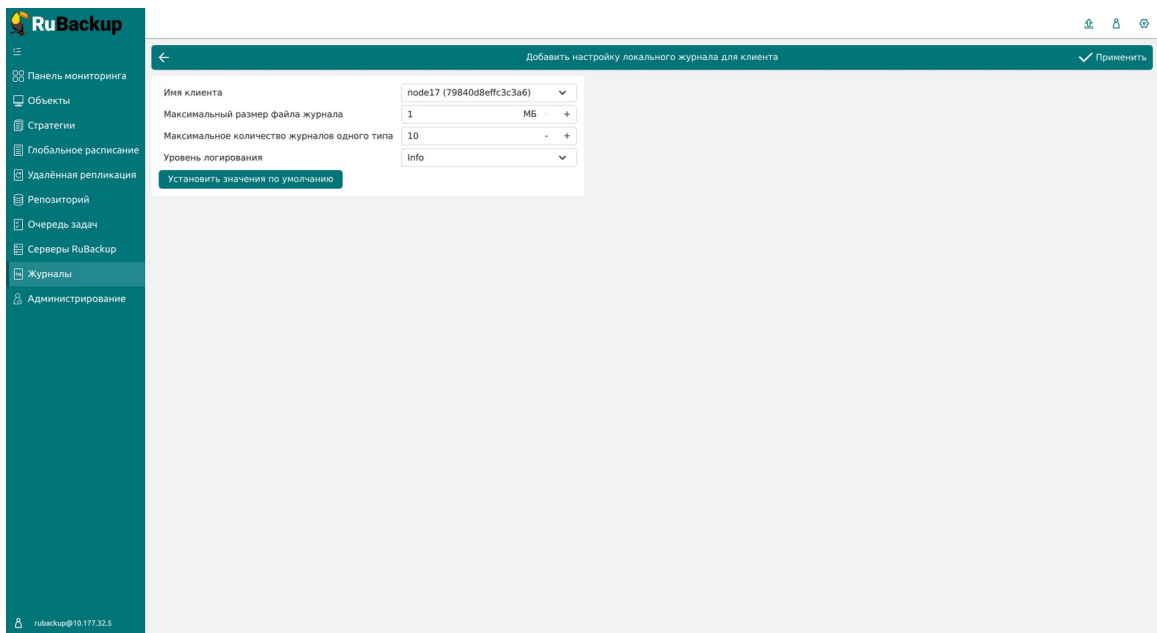 RuBackup
Добавить настройку локального журнала для клиента
Применить
Панель мониторинга
Объекты
Стратегии
Глобальное расписание
Удалённая репликация
Репозиторий
Очередь задач
Серверы RuBackup
Журналы
Администрирование
Имя клиента node17 (79840d8effc3c3a6)
Максимальный размер файла журнала 1 МБ - +
Максимальное количество журналов одного типа 10 - +
Уровень логирования Info
Установить значения по умолчанию
rubackup@10.177.32.5